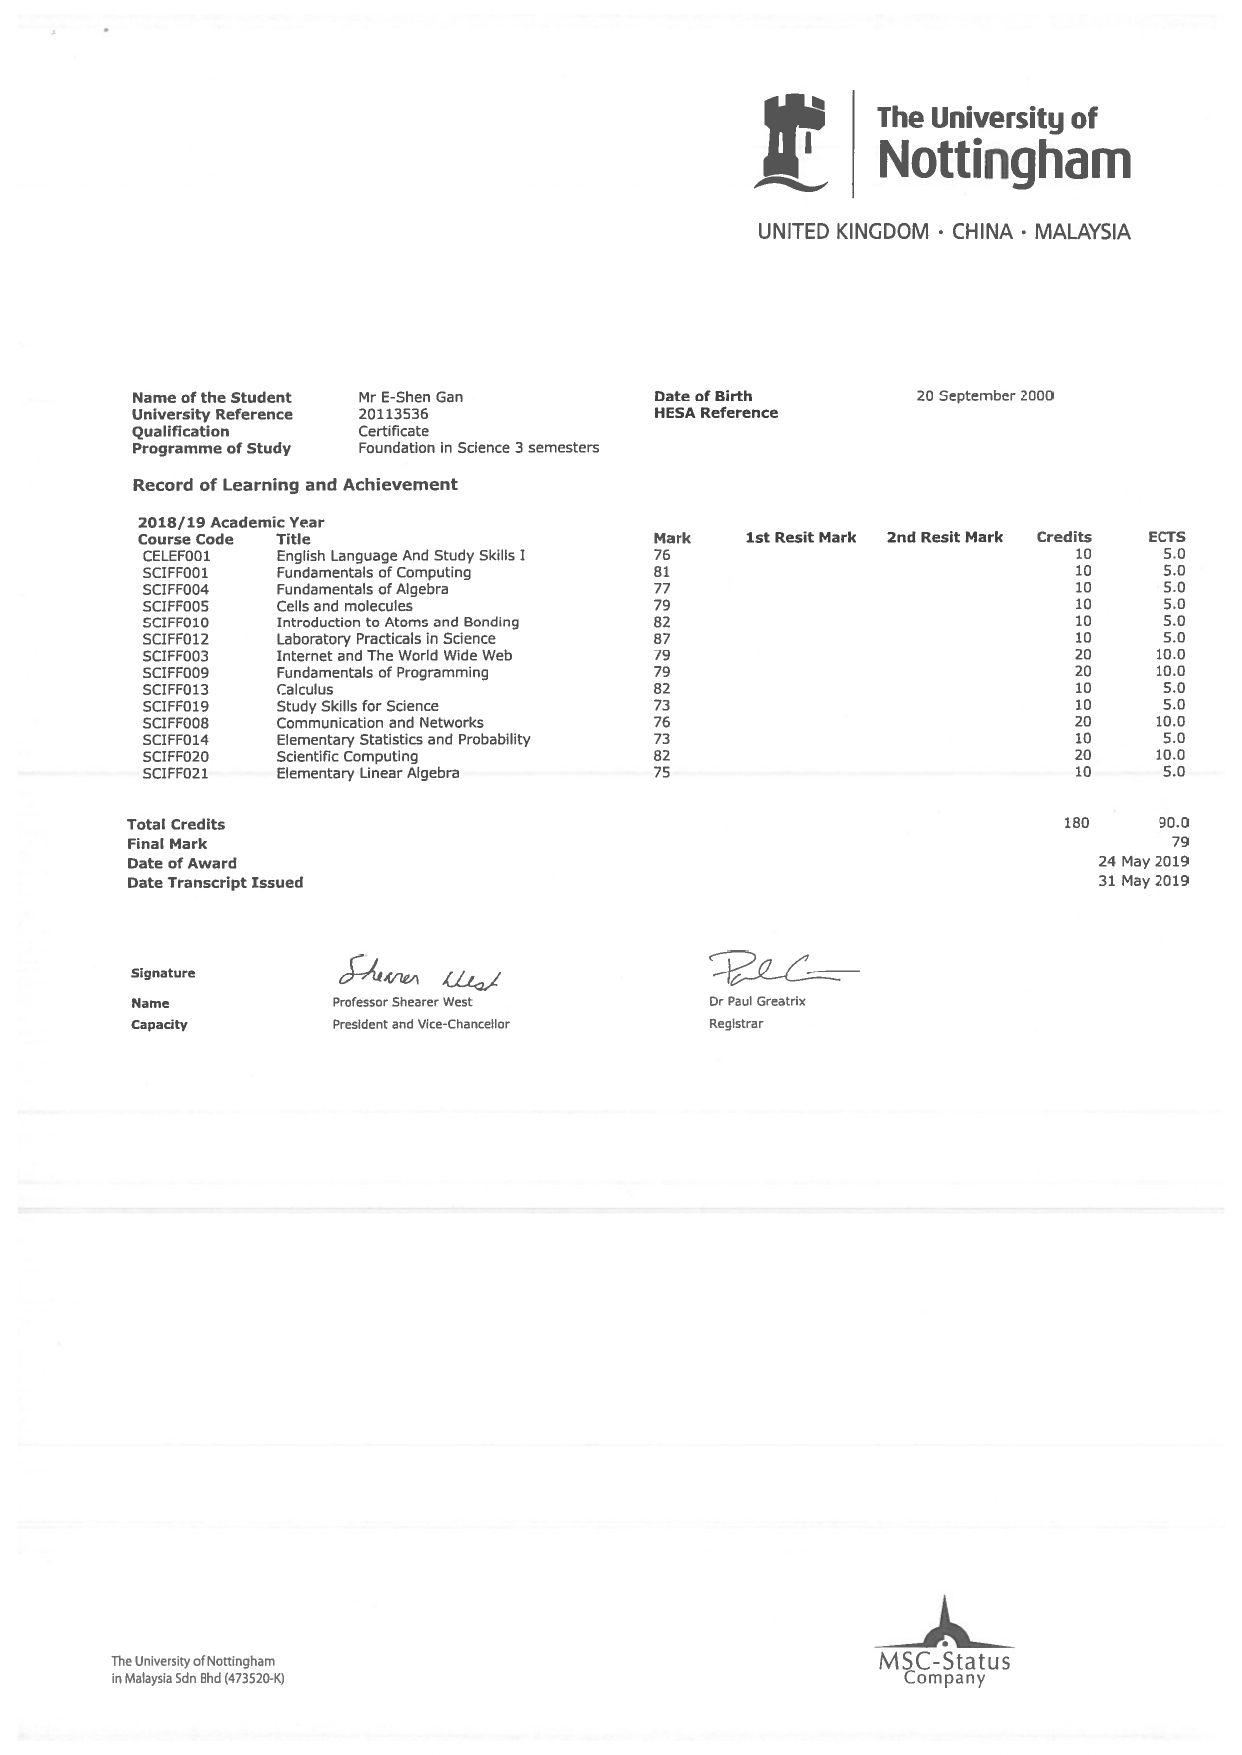 The University of
Nottingham
UNITED KINGDOM · CHINA · MALAYSIA
Name of the Student Mr E-Shen Gan Date of Birth 20 September 2000
University Reference 20113536 HESA Reference
Qualification Certificate
Programme of Study Foundation in Science 3 semesters
Record of Learning and Achievement
2018/19 Academic Year
Course Code Title Mark 1st Resit Mark 2nd Resit Mark Credits ECTS
CELEF001 English Language And Study Skills I 76 10 5.0
SCIFF001 Fundamentals of Computing 81 10 5.0
SCIFF004 Fundamentals of Algebra 77 10 5.0
SCIFF005 Cells and molecules 79 10 5.0
SCIFF010 Introduction to Atoms and Bonding 82 10 5.0
SCIFF012 Laboratory Practicals in Science 87 10 5.0
SCIFF003 Internet and The World Wide Web 79 20 10.0
SCIFF009 Fundamentals of Programming 79 20 10.0
SCIFF013 Calculus 82 10 5.0
SCIFF019 Study Skills for Science 73 10 5.0
SCIFF008 Communication and Networks 76 20 10.0
SCIFF014 Elementary Statistics and Probability 73 10 5.0
SCIFF020 Scientific Computing 82 20 10.0
SCIFF021 Elementary Linear Algebra 75 10 5.0
Total Credits 180 90.0
Final Mark 79
Date of Award 24 May 2019
Date Transcript Issued 31 May 2019
Signature Shearer West
Name Professor Shearer West Dr Paul Greatrix
Capacity President and Vice-Chancellor Registrar
The University of Nottingham
in Malaysia Sdn Bhd (473520-K)
MSC-Status
Company